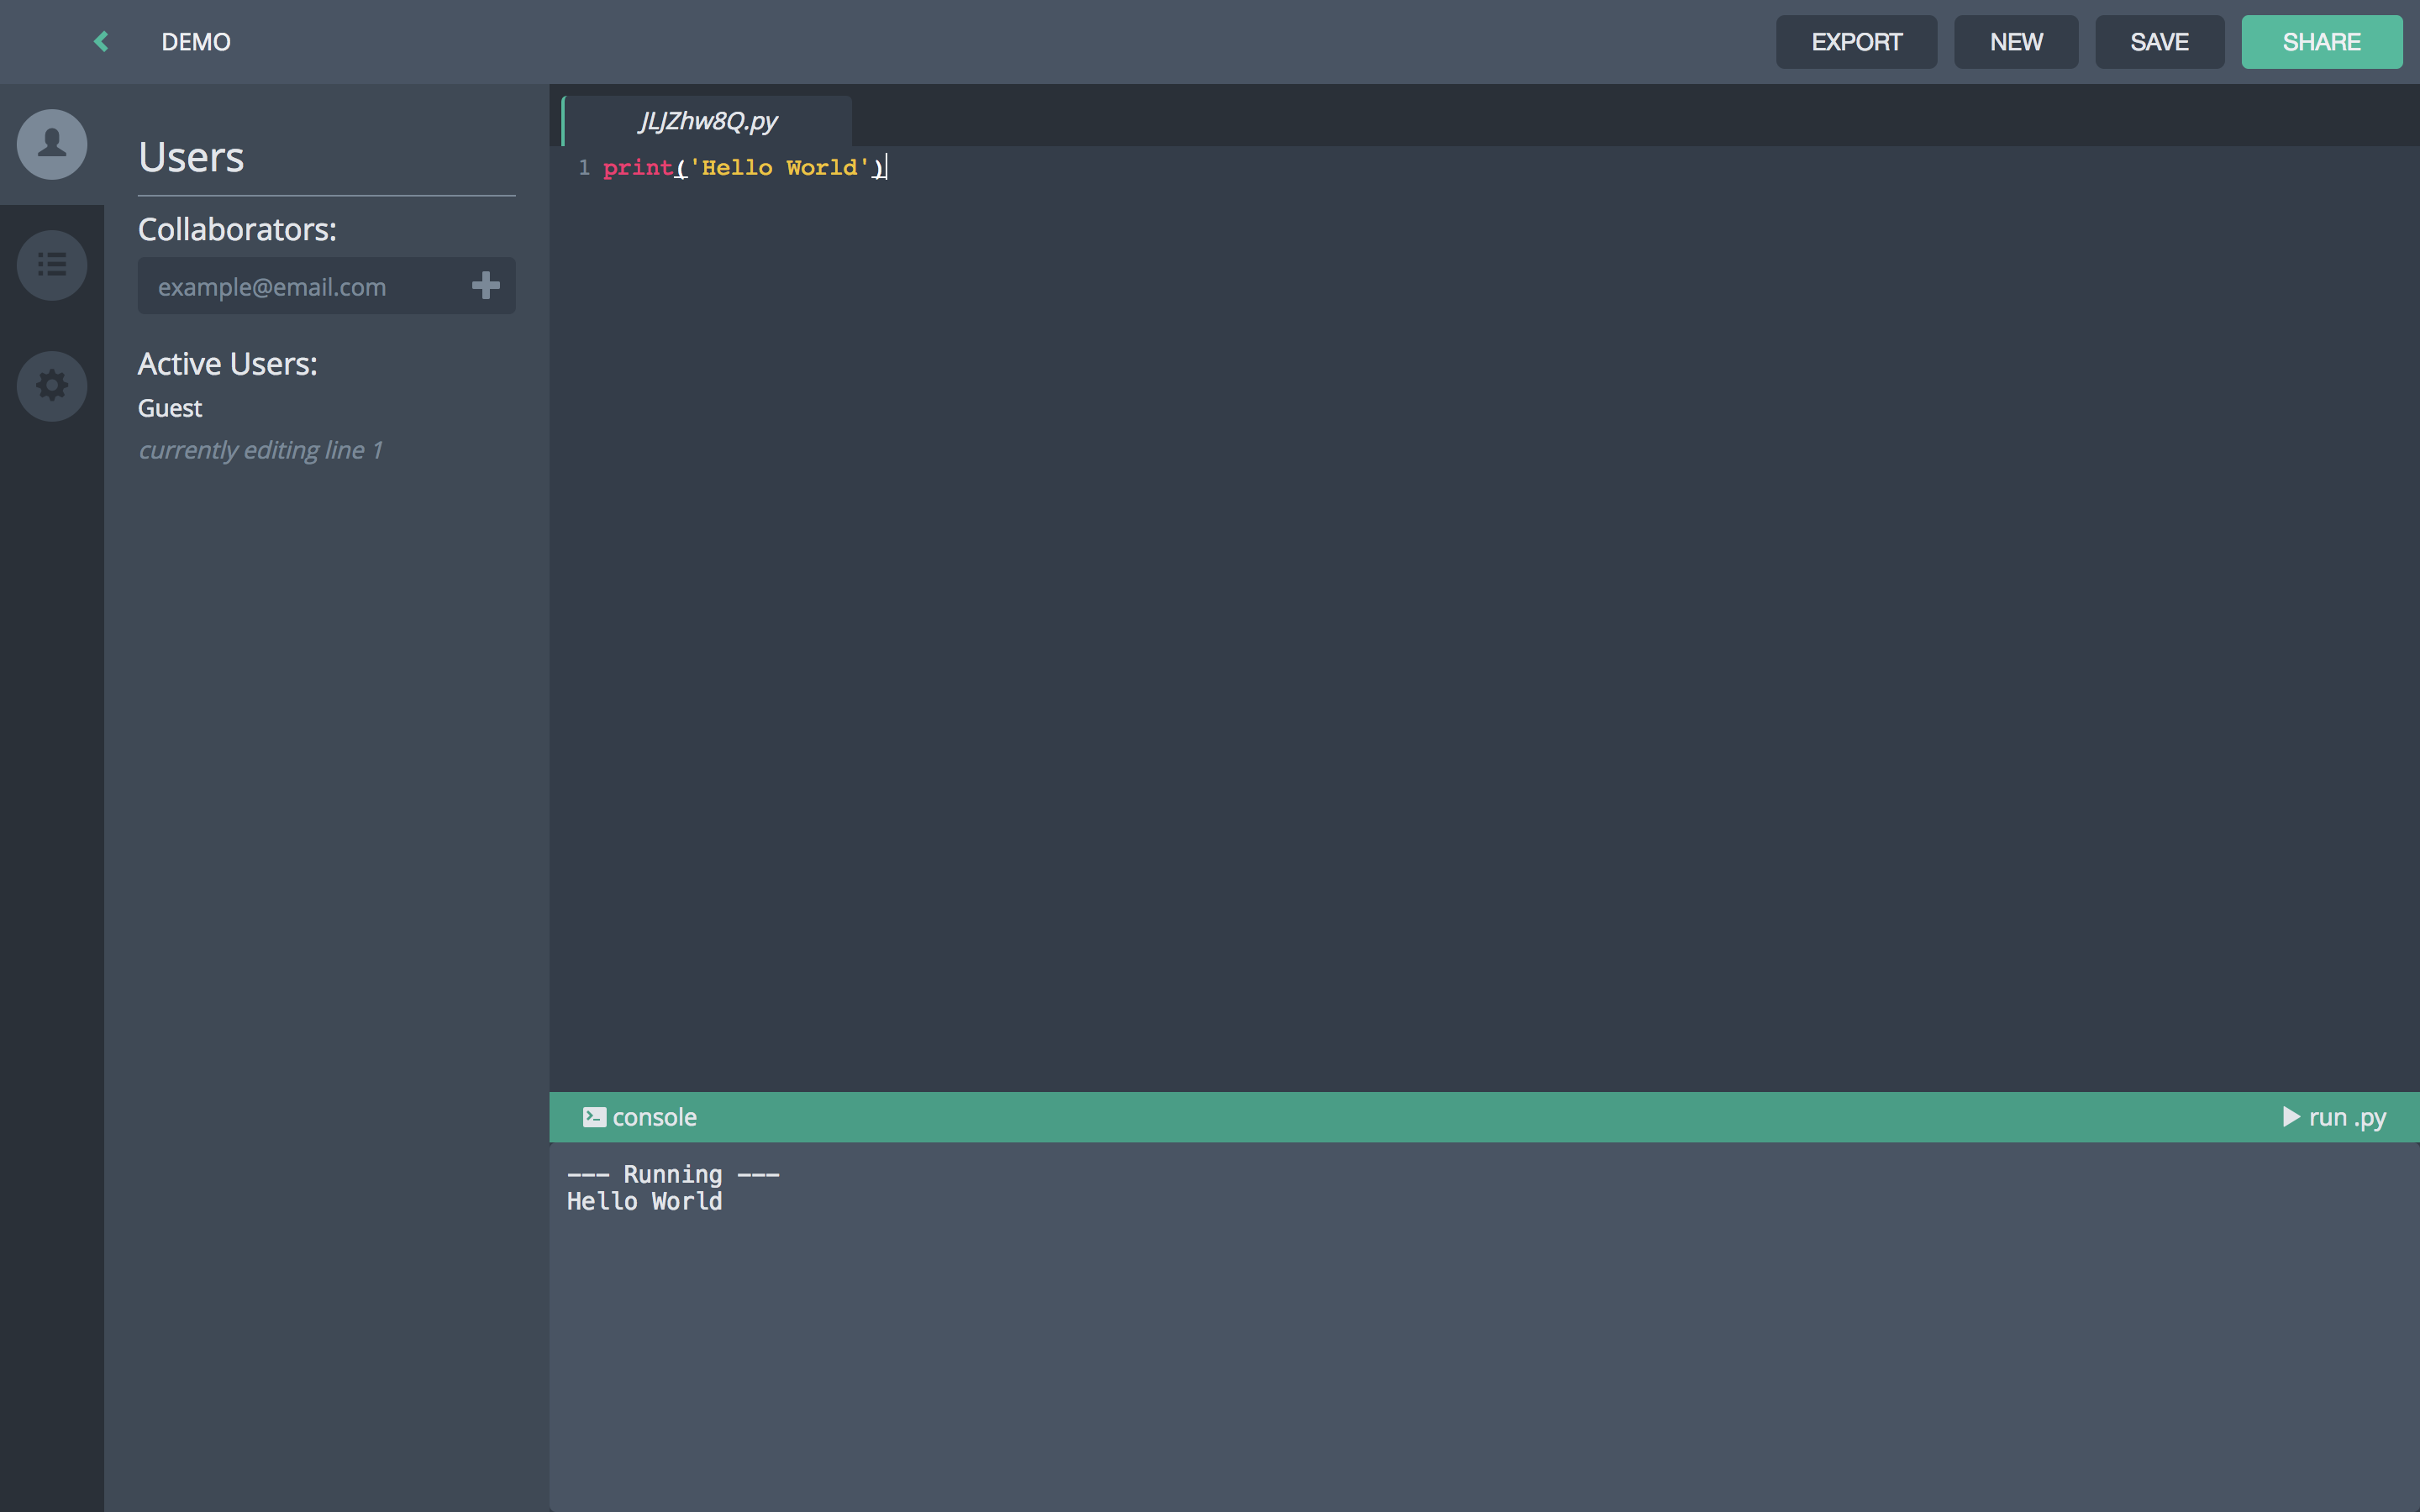 DEMO
EXPORT
NEW
SAVE
SHARE
Users
Collaborators:
example@email.com
Active Users:
Guest
currently editing line 1
JLJZhw8Q.py
1 print('Hello World')
console
run .py
--- Running ---
Hello World